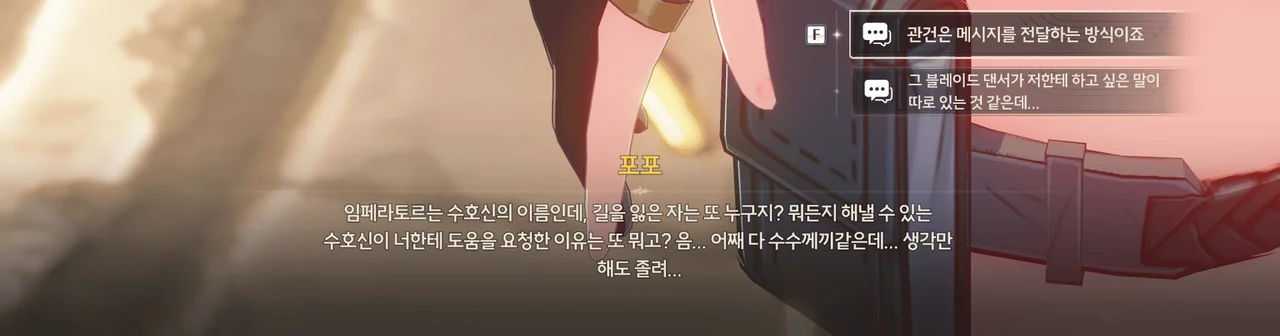 F
관건은 메시지를 전달하는 방식이죠
그 블레이드 댄서가 저한테 하고 싶은 말이
따로 있는 것 같은데...
포포
임페라토르는 수호신의 이름인데, 길을 잃은 자는 또 누구지? 뭐든지 해낼 수 있는
수호신이 너한테 도움을 요청한 이유는 또 뭐고? 음... 어째 다 수수께끼같은데... 생각만
해도 졸려...